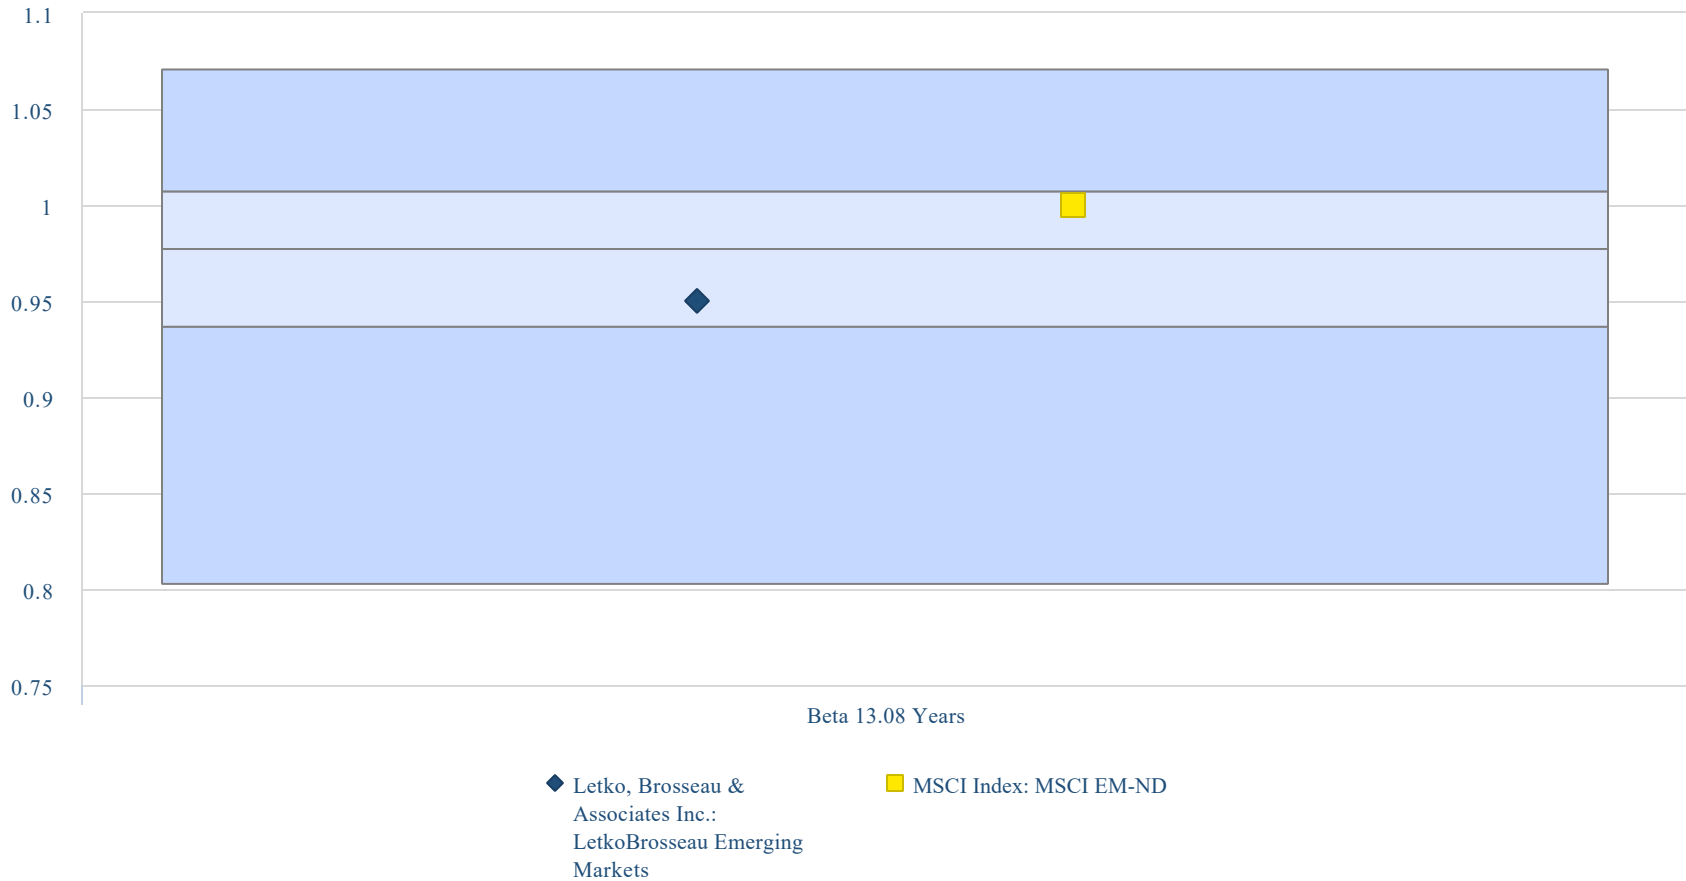 1.1
1.05
1
0.95
0.9
0.85
0.8
0.75
Beta 13.08 Years
Letko, Brosseau &
Associates Inc.:
LetkoBrosseau Emerging
Markets
MSCI Index: MSCI EM-ND